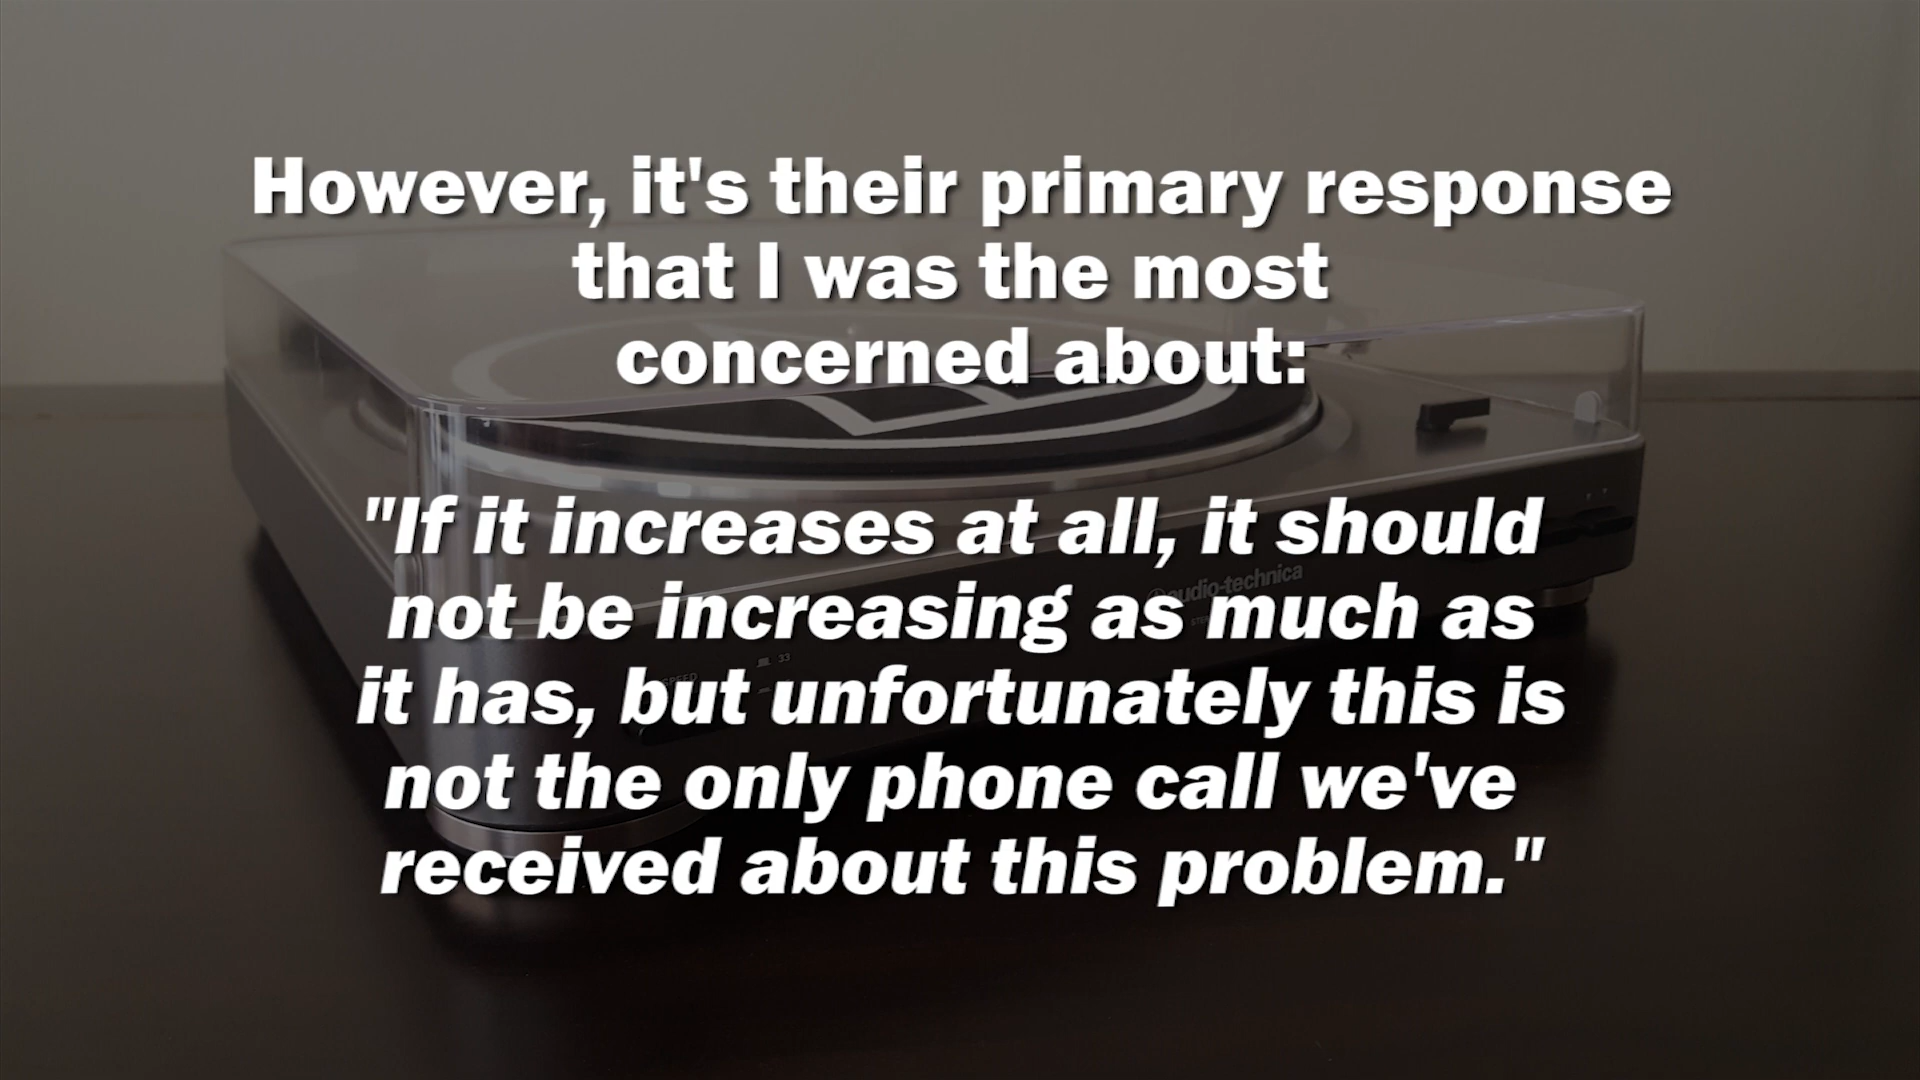 However, it's their primary response
that I was the most
concerned about:
"If it increases at all, it should
not be increasing as much as
it has, but unfortunately this is
not the only phone call we've
received about this problem."
audio-technica
SPEED
33